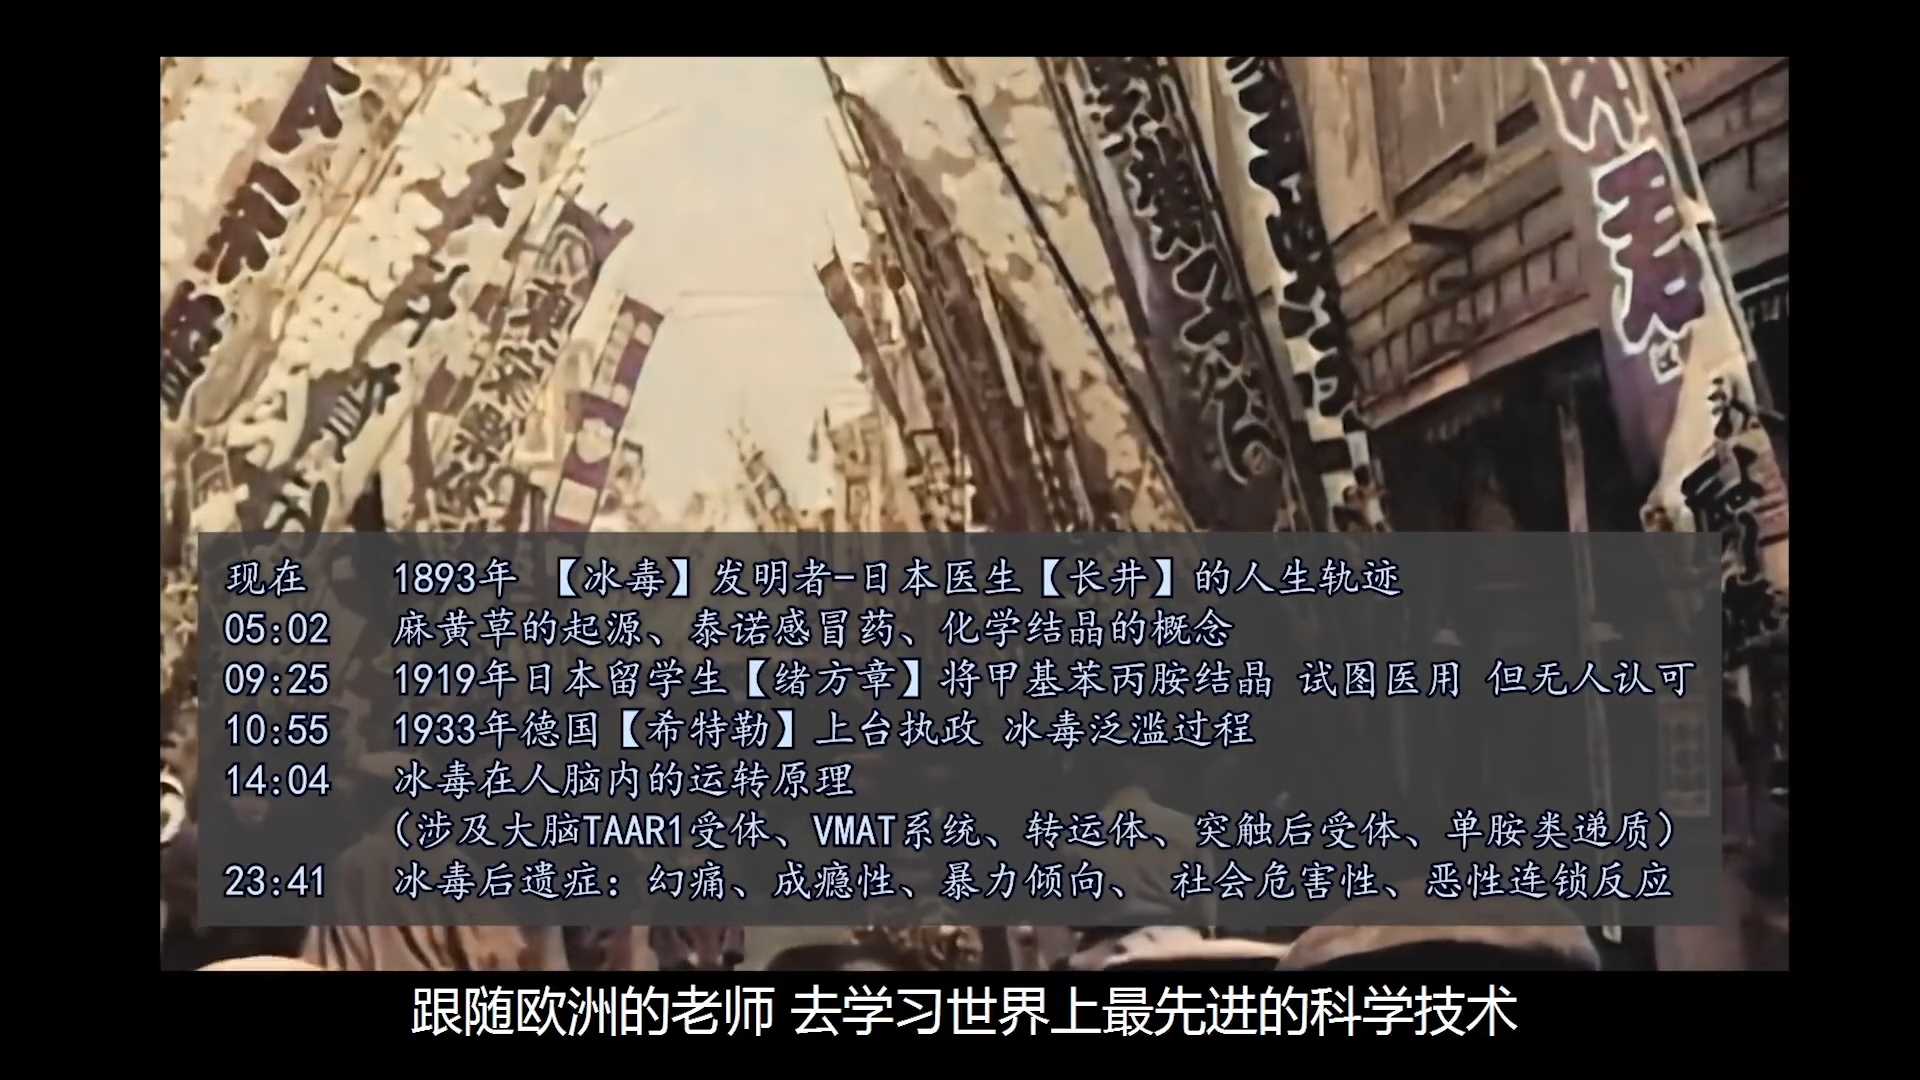 现在 1893年 【冰毒】发明者-日本医生【长井】的人生轨迹
05:02 麻黄草的起源、泰诺感冒药、化学结晶的概念
09:25 1919年日本留学生【绪方章】将甲基苯丙胺结晶 试图医用 但无人认可
10:55 1933年德国【希特勒】上台执政 冰毒泛滥过程
14:04 冰毒在人脑内的运转原理
（涉及大脑TAAR1受体、VMAT系统、转运体、突触后受体、单胺类递质）
23:41 冰毒后遗症：幻痛、成瘾性、暴力倾向、 社会危害性、恶性连锁反应
跟随欧洲的老师 去学习世界上最先进的科学技术